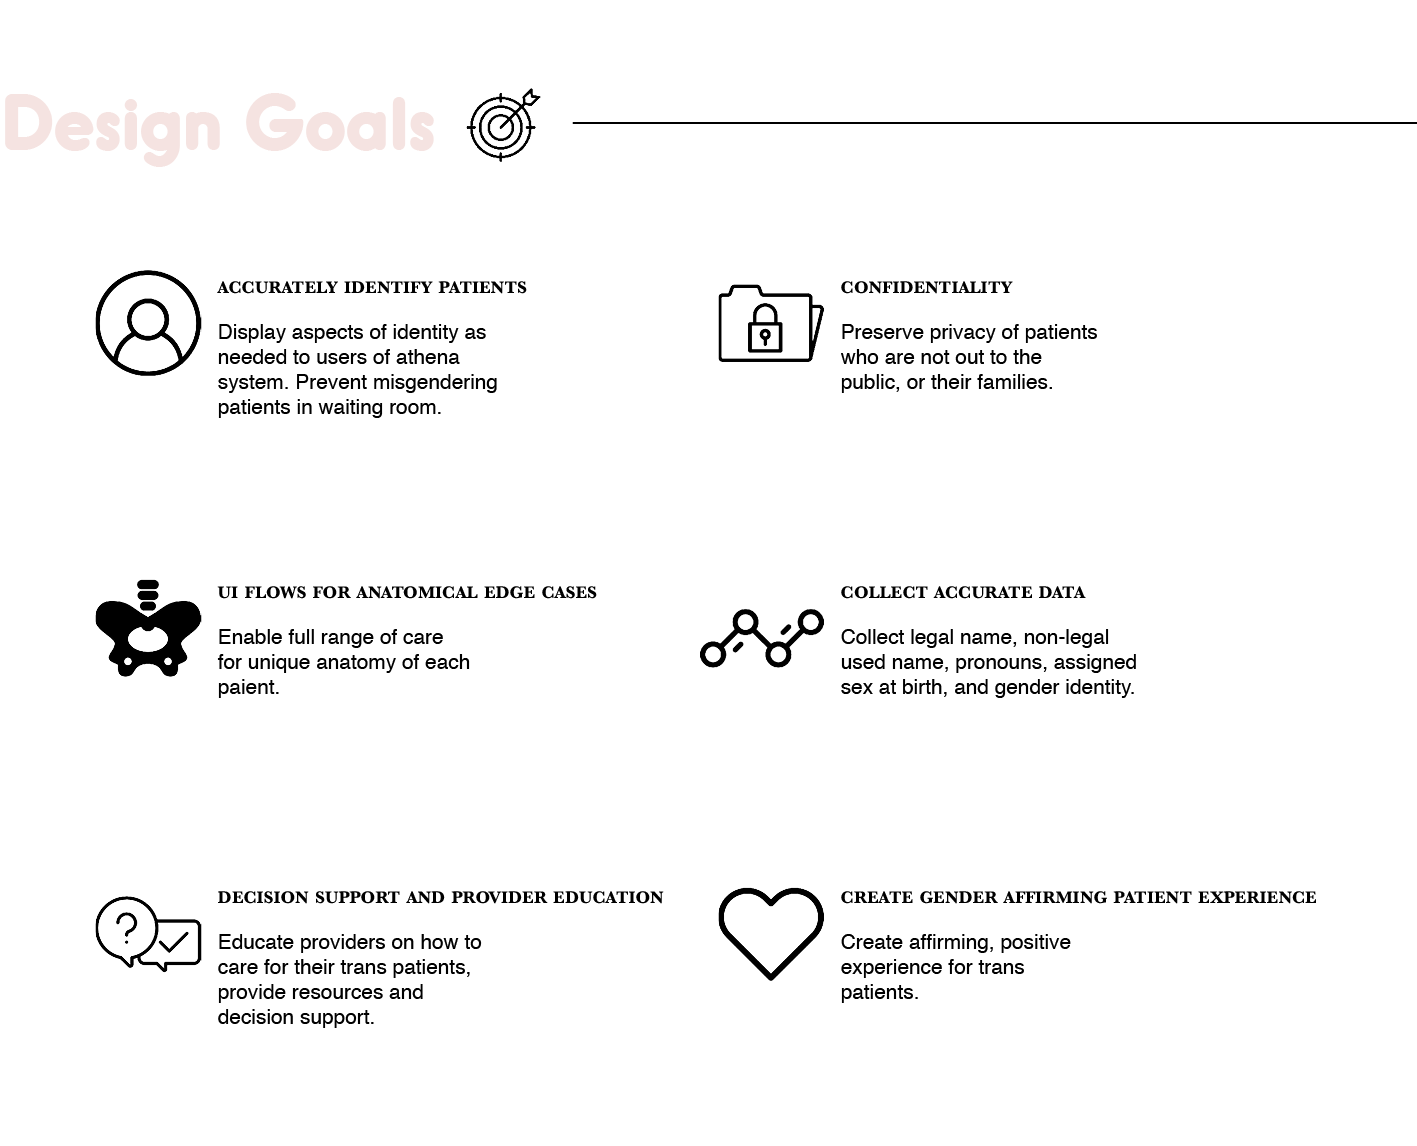 Design Goals
ACCURATELY IDENTIFY PATIENTS
Display aspects of identity as
needed to users of athena
system. Prevent misgendering
patients in waiting room.
CONFIDENTIALITY
Preserve privacy of patients
who are not out to the
public, or their families.
UI FLOWS FOR ANATOMICAL EDGE CASES
Enable full range of care
for unique anatomy of each
paient.
COLLECT ACCURATE DATA
Collect legal name, non-legal
used name, pronouns, assigned
sex at birth, and gender identity.
DECISION SUPPORT AND PROVIDER EDUCATION
Educate providers on how to
care for their trans patients,
provide resources and
decision support.
CREATE GENDER AFFIRMING PATIENT EXPERIENCE
Create affirming, positive
experience for trans
patients.